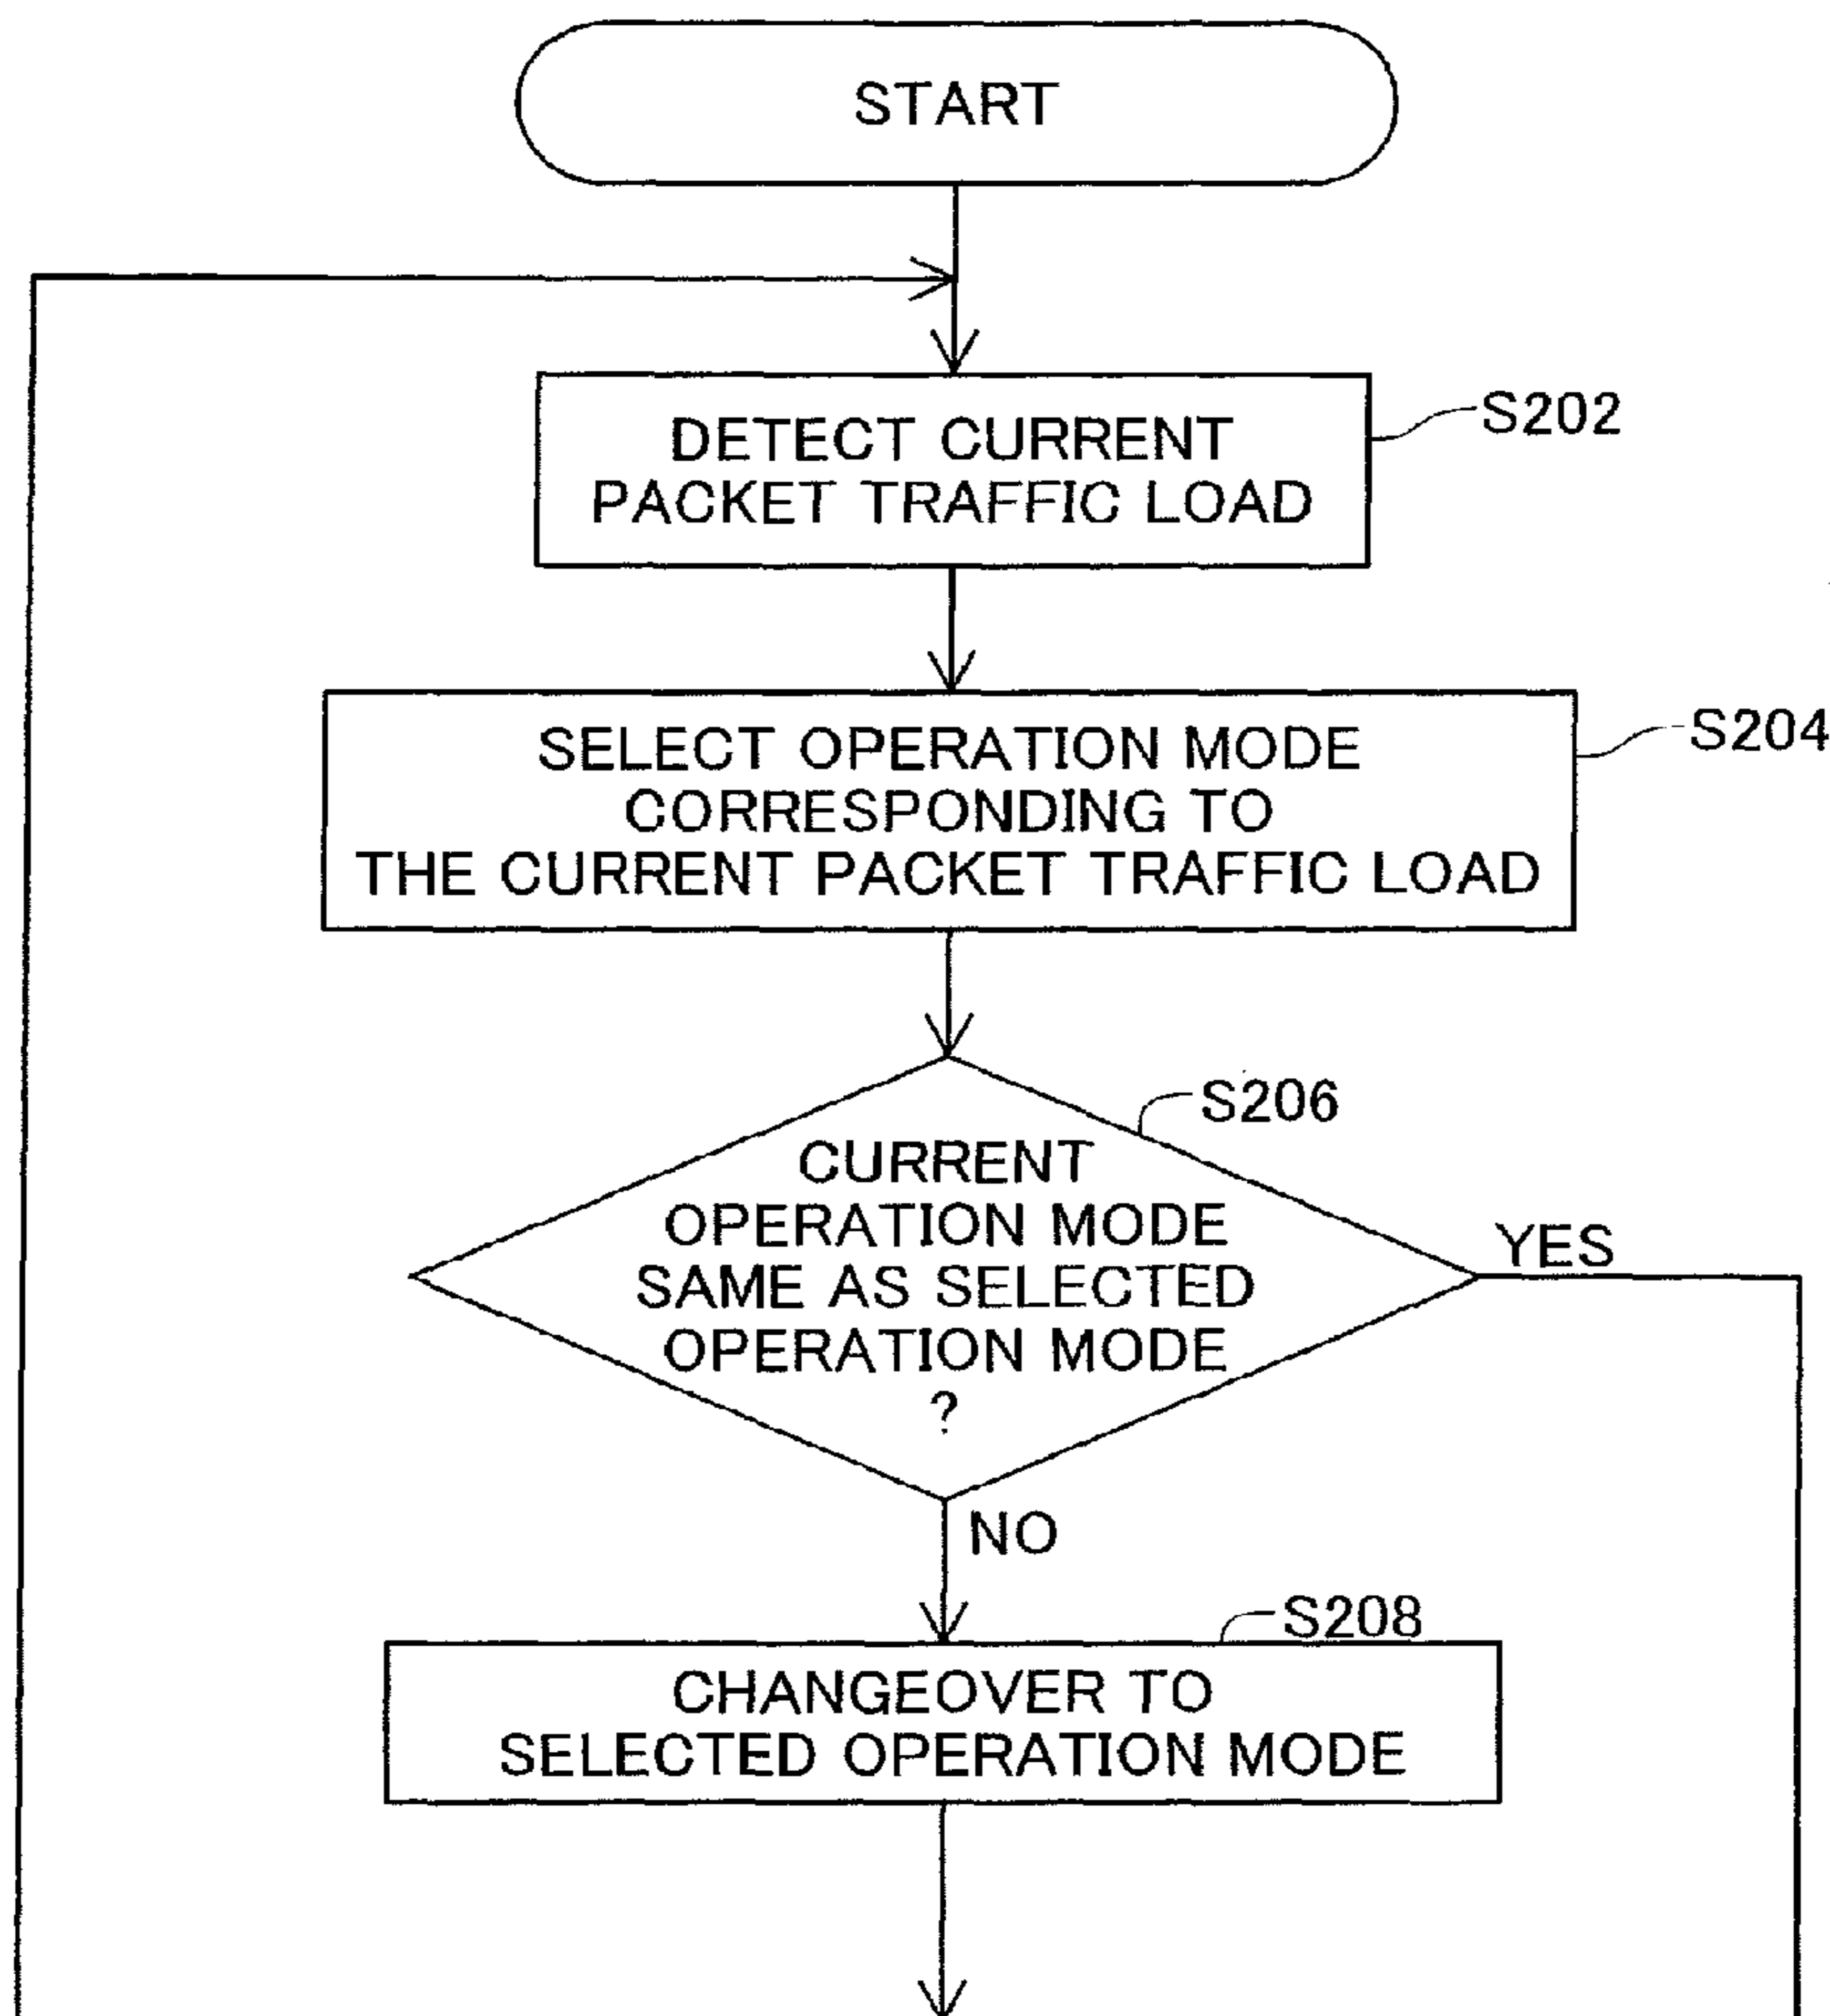 START
DETECT CURRENT
PACKET TRAFFIC LOAD
S202
SELECT OPERATION MODE
CORRESPONDING TO
THE CURRENT PACKET TRAFFIC LOAD
S204
S206
CURRENT
OPERATION MODE
SAME AS SELECTED
OPERATION MODE
?
YES
NO
S208
CHANGEOVER TO
SELECTED OPERATION MODE